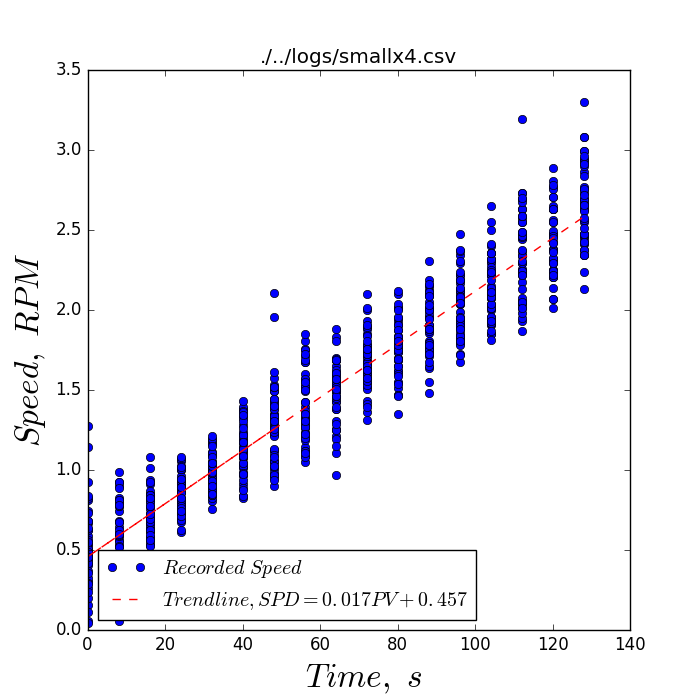 ./../logs/smallx4.csv
3.5
3.0
2.5
2.0
1.5
1.0
0.5
0.0
Speed, RPM
Recorded Speed
Trendline, SPD = 0.017PV + 0.457
0 20 40 60 80 100 120 140
Time, s